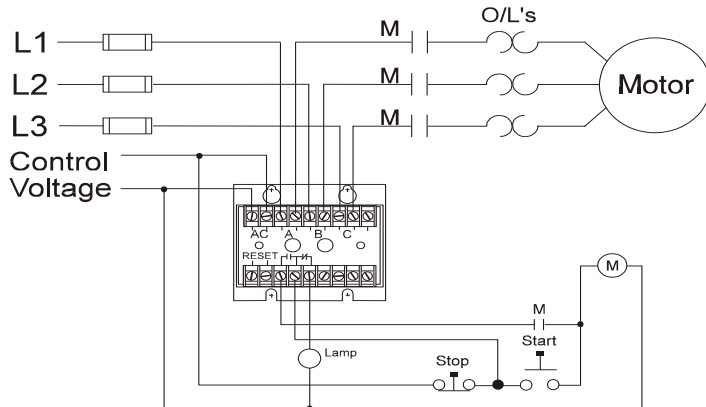 O/L's
L1
M
L2
M
Motor
L3
M
Control
Voltage
AC A B C
RESET
M
M
Start
Lamp
Stop